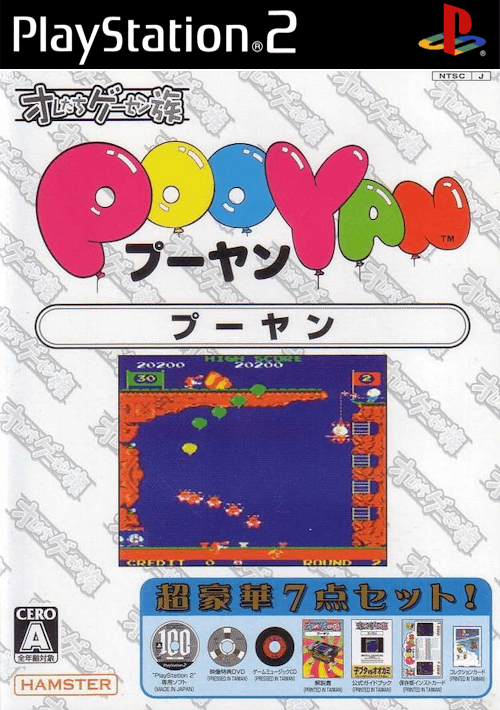 PlayStation®2
NTSC J
オレたちゲーセン族
POOYAN™
プーヤン
プーヤン
HIGH SCORE
20200 20200
30 2
CREDIT 0 ROUND 2
超豪華7点セット!
CERO
A
全年齢対象
HAMSTER
"PlayStation 2"
専用ソフト
(MADE IN JAPAN)
映像特典DVD
(PRESSED IN TAIWAN)
ゲームミュージックCD
(PRESSED IN TAIWAN)
解説書
(PRINTED IN TAIWAN)
公式ガイドブック
(PRINTED IN TAIWAN)
保存版インストカード
(PRINTED IN TAIWAN)
コレクションカード
(PRINTED IN TAIWAN)